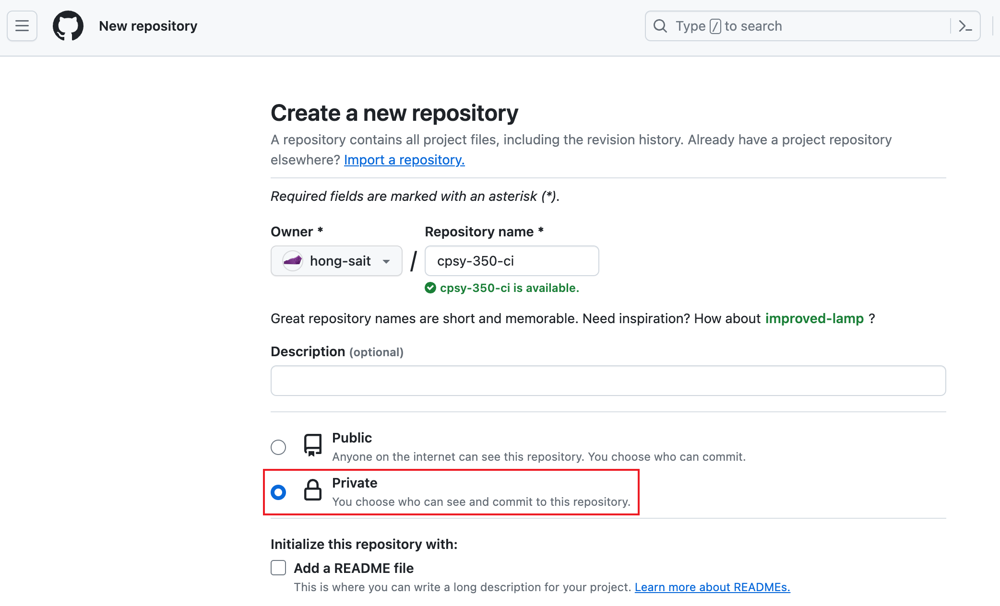 New repository
Type / to search
Create a new repository
A repository contains all project files, including the revision history. Already have a project repository
elsewhere? Import a repository.
Required fields are marked with an asterisk (*).
Owner * Repository name *
hong-sait / cpsy-350-ci
cpsy-350-ci is available.
Great repository names are short and memorable. Need inspiration? How about improved-lamp ?
Description (optional)
Public
Anyone on the internet can see this repository. You choose who can commit.
Private
You choose who can see and commit to this repository.
Initialize this repository with:
Add a README file
This is where you can write a long description for your project. Learn more about READMEs.